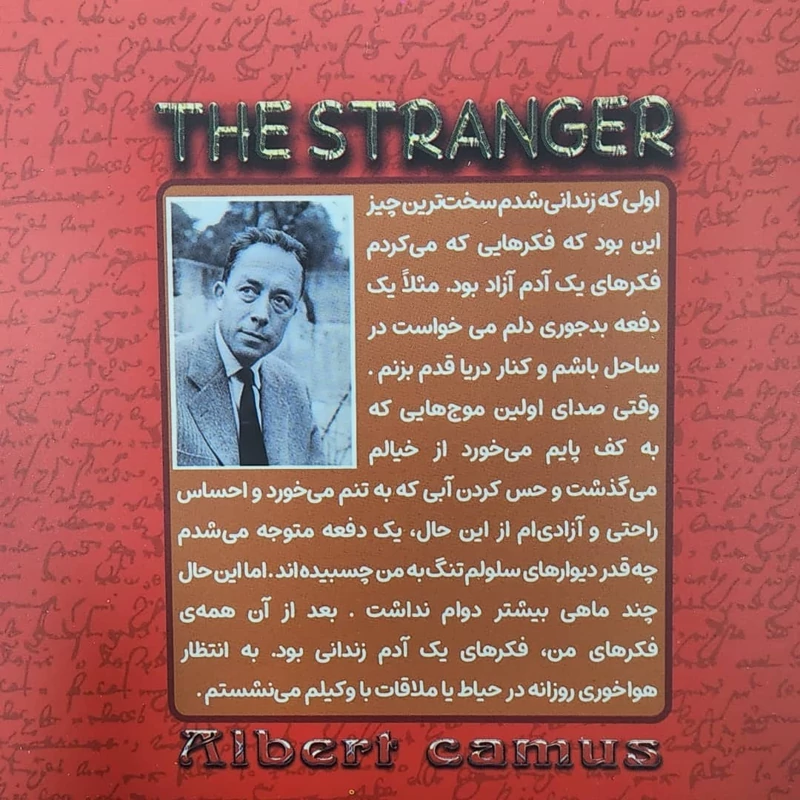 THE STRANGER
اولی که زندانی شدم سخت‌ترین چیز
این بود که فکرهایی که می‌کردم
فکرهای یک آدم آزاد بود. مثلاً یک
دفعه بدجوری دلم می خواست در
ساحل باشم و کنار دریا قدم بزنم .
وقتی صدای اولین موج‌هایی که
به کف پایم می‌خورد از خیالم
می‌گذشت و حس کردن آبی که به تنم می‌خورد و احساس
راحتی و آزادی‌ام از این حال، یک دفعه متوجه می‌شدم
چه قدر دیوارهای سلولم تنگ به من چسبیده اند . اما این حال
چند ماهی بیشتر دوام نداشت . بعد از آن همه‌ی
فکرهای من، فکرهای یک آدم زندانی بود. به انتظار
هواخوری روزانه در حیاط یا ملاقات با وکیلم می‌نشستم .
Albert camus